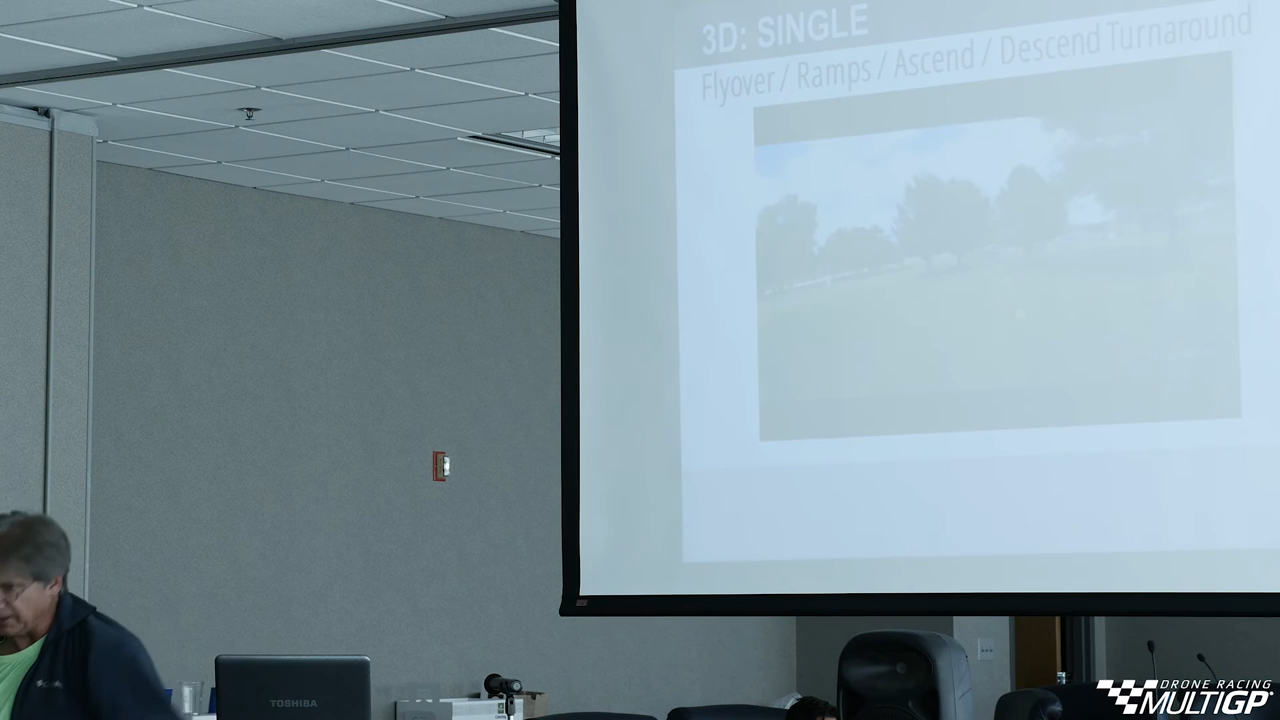 3D: SINGLE
Flyover / Ramps / Ascend / Descend Turnaround
TOSHIBA
DRONE RACING
MULTIGP